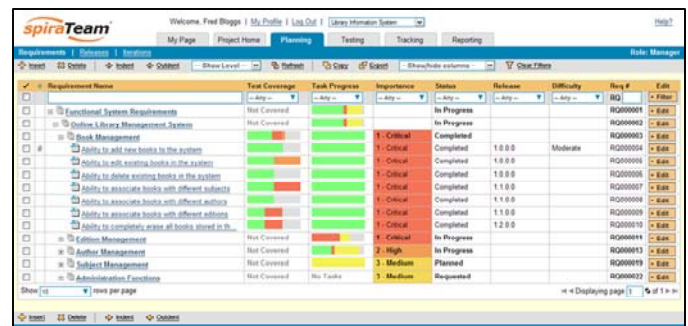 spiraTeam
Welcome, Fred Bloggs | My Profile | Log Out | Library Information System
Help?
My Page Project Home Planning Testing Tracking Reporting
Requirements | Releases | Iterations Role: Manager
Insert Delete Indent Outdent -- Show Level -- Refresh Copy Export -- Show/hide columns -- Clear Filters
Requirement Name Test Coverage Task Progress Importance Status Release Difficulty Req # Edit
-- Any -- -- Any -- -- Any -- -- Any -- -- Any -- -- Any -- RQ Filter
Functional System Requirements Not Covered In Progress RQ000001 Edit
Online Library Management System Not Covered In Progress RQ000002 Edit
Book Management 1 - Critical Completed RQ000003 Edit
Ability to add new books to the system 1 - Critical Completed 1.0.0.0 Moderate RQ000004 Edit
Ability to edit existing books in the system 1 - Critical Completed 1.0.0.0 RQ000005 Edit
Ability to delete existing books in the system 1 - Critical Completed 1.0.0.0 RQ000006 Edit
Ability to associate books with different subjects 1 - Critical Completed 1.1.0.0 RQ000007 Edit
Ability to associate books with different authors 1 - Critical Completed 1.1.0.0 RQ000008 Edit
Ability to associate books with different editions 1 - Critical Completed 1.1.0.0 RQ000009 Edit
Ability to completely erase all books stored in th... 1 - Critical Completed 1.2.0.0 RQ000010 Edit
Edition Management Not Covered 1 - Critical In Progress RQ000011 Edit
Author Management Not Covered 2 - High In Progress RQ000013 Edit
Subject Management Not Covered 3 - Medium Planned RQ000019 Edit
Administration Functions Not Covered No Tasks 3 - Medium Requested RQ000022 Edit
Show rows per page Displaying page 1 of 1
Insert Delete Indent Outdent